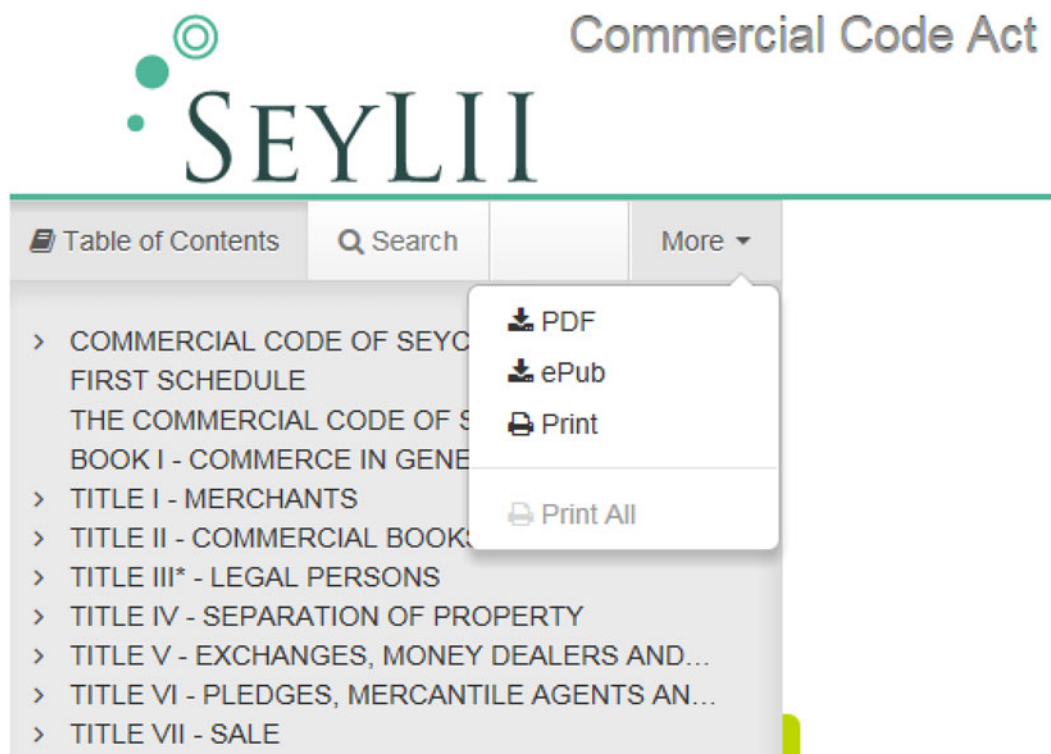 Commercial Code Act
SEYLII
Table of Contents
Search
More
PDF
ePub
Print
Print All
COMMERCIAL CODE OF SEYC
FIRST SCHEDULE
THE COMMERCIAL CODE OF S
BOOK I - COMMERCE IN GENE
TITLE I - MERCHANTS
TITLE II - COMMERCIAL BOOKS
TITLE III* - LEGAL PERSONS
TITLE IV - SEPARATION OF PROPERTY
TITLE V - EXCHANGES, MONEY DEALERS AND...
TITLE VI - PLEDGES, MERCANTILE AGENTS AN...
TITLE VII - SALE